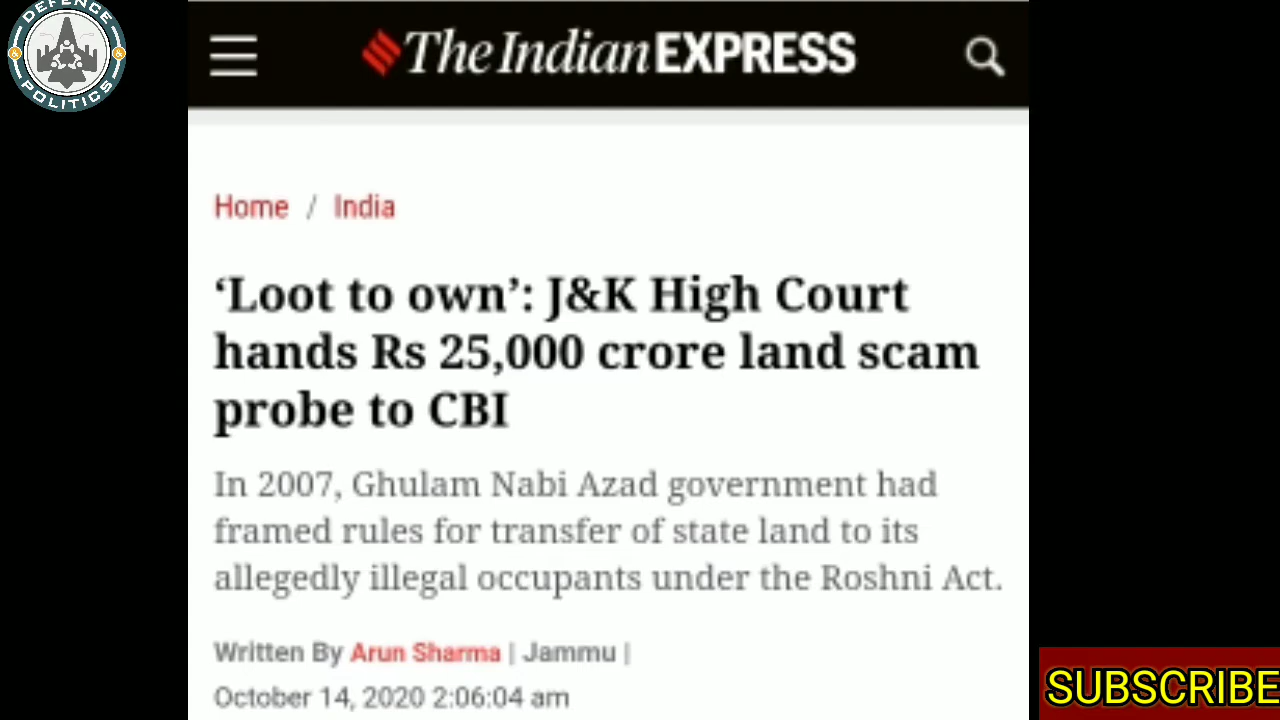 DEFENCE
&
&
POLITICS
The Indian EXPRESS
Home / India
‘Loot to own’: J&K High Court
hands Rs 25,000 crore land scam
probe to CBI
In 2007, Ghulam Nabi Azad government had
framed rules for transfer of state land to its
allegedly illegal occupants under the Roshni Act.
Written By Arun Sharma | Jammu |
October 14, 2020 2:06:04 am
SUBSCRIBE